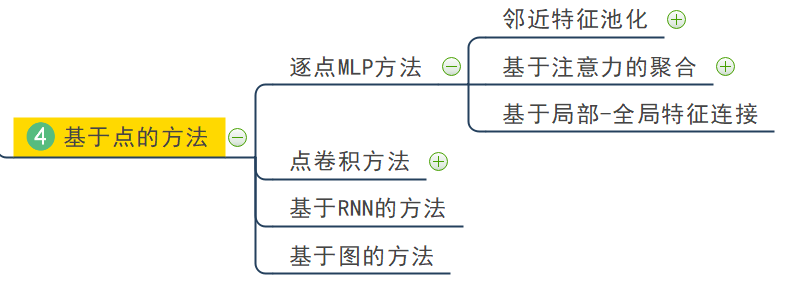 邻近特征池化
逐点MLP方法
基于注意力的聚合
基于局部-全局特征连接
4 基于点的方法
点卷积方法
基于RNN的方法
基于图的方法